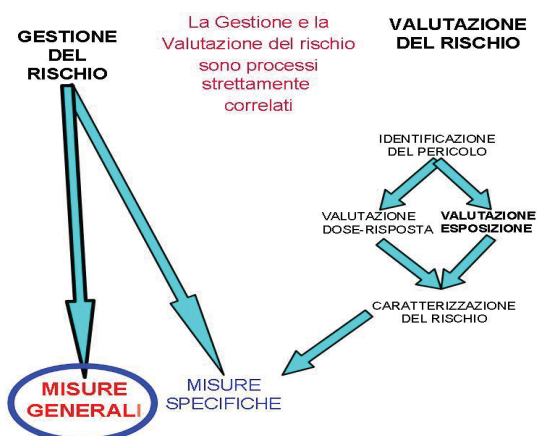 GESTIONE
DEL
RISCHIO
La Gestione e la
Valutazione del rischio
sono processi
strettamente
correlati
VALUTAZIONE
DEL RISCHIO
IDENTIFICAZIONE
DEL PERICOLO
VALUTAZIONE
DOSE-RISPOSTA
VALUTAZIONE
ESPOSIZIONE
CARATTERIZZAZIONE
DEL RISCHIO
MISURE
GENERALI
MISURE
SPECIFICHE